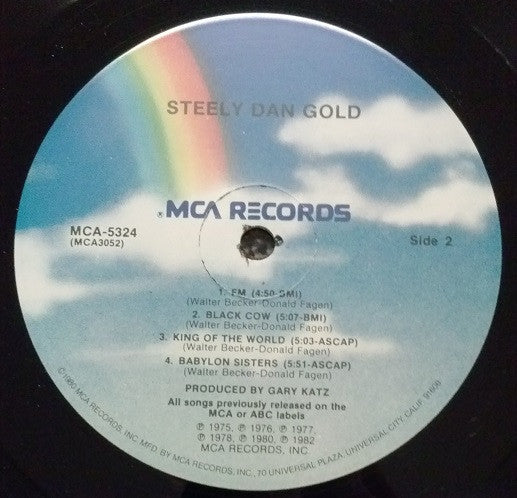 STEELY DAN GOLD
® MCA RECORDS
MCA-5324
(MCA3052)
Side 2
1. FM (4:50-BMI)
(Walter Becker-Donald Fagen)
2. BLACK COW (5:07-BMI)
(Walter Becker-Donald Fagen)
3. KING OF THE WORLD (5:03-ASCAP)
(Walter Becker-Donald Fagen)
4. BABYLON SISTERS (5:51-ASCAP)
(Walter Becker-Donald Fagen)
PRODUCED BY GARY KATZ
All songs previously released on the
MCA or ABC labels
℗ 1975, ℗ 1976, ℗ 1977,
℗ 1978, ℗ 1980, ℗ 1982
MCA RECORDS, INC
© 1980 MCA RECORDS, INC. MFD. BY MCA RECORDS, INC., 70 UNIVERSAL PLAZA, UNIVERSAL CITY, CALIF. 91608